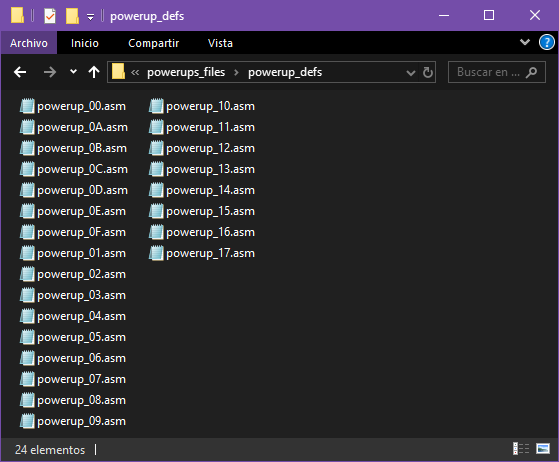 powerup_defs
Archivo Inicio Compartir Vista
powerups_files powerup_defs Buscar en ...
powerup_00.asm
powerup_0A.asm
powerup_0B.asm
powerup_0C.asm
powerup_0D.asm
powerup_0E.asm
powerup_0F.asm
powerup_01.asm
powerup_02.asm
powerup_03.asm
powerup_04.asm
powerup_05.asm
powerup_06.asm
powerup_07.asm
powerup_08.asm
powerup_09.asm
powerup_10.asm
powerup_11.asm
powerup_12.asm
powerup_13.asm
powerup_14.asm
powerup_15.asm
powerup_16.asm
powerup_17.asm
24 elementos